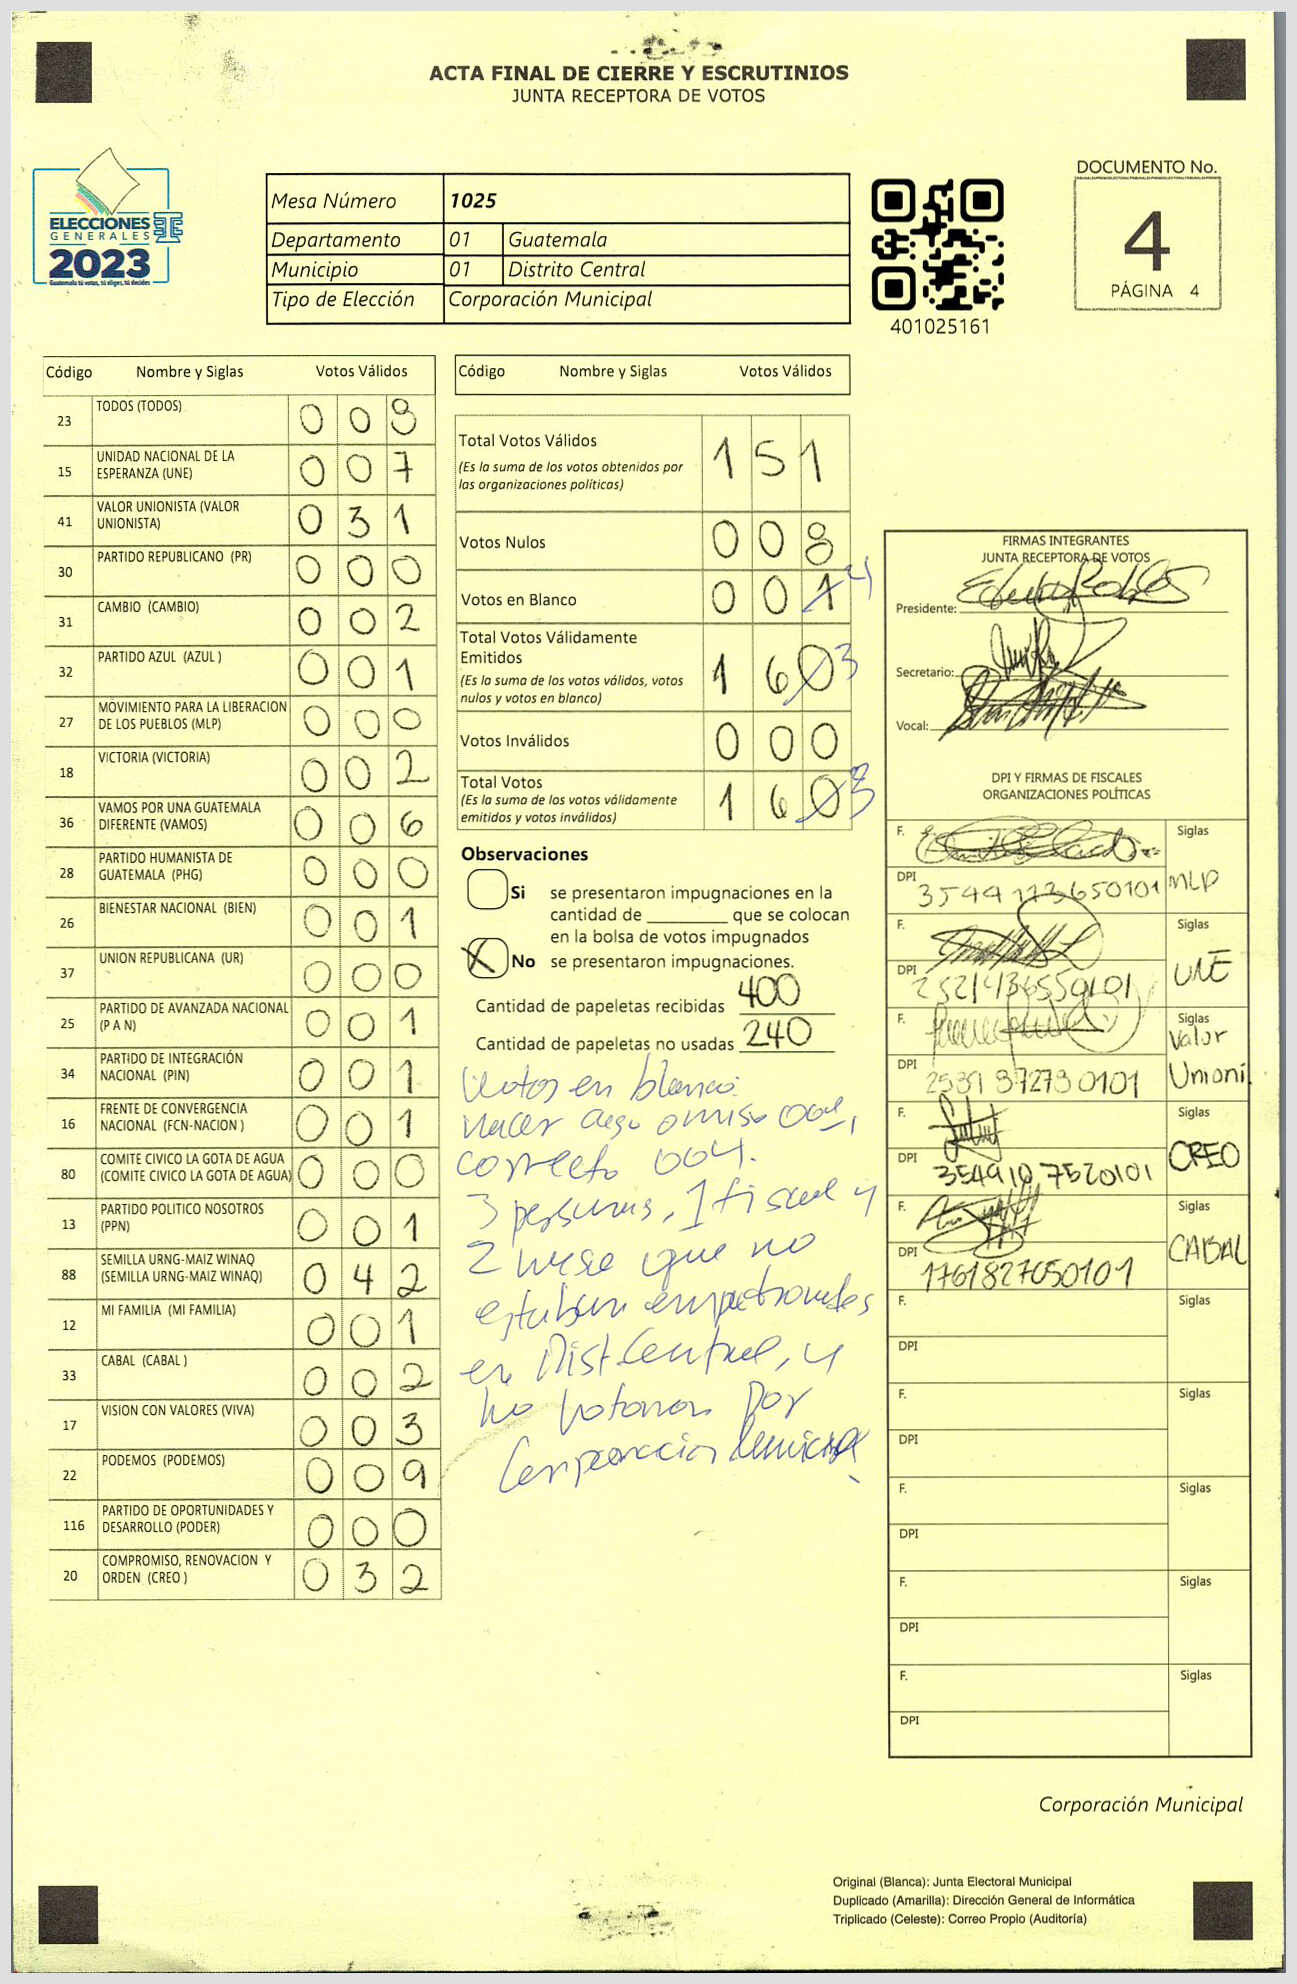 ACTA FINAL DE CIERRE Y ESCRUTINIOS
JUNTA RECEPTORA DE VOTOS
ELECCIONES
GENERALES
2023
Guatemala tú votas, tú eliges, tú decides
Mesa Número 1025
Departamento 01 Guatemala
Municipio 01 Distrito Central
Tipo de Elección Corporación Municipal
401025161
DOCUMENTO No.
4
PÁGINA 4
Código Nombre y Siglas Votos Válidos
23 TODOS (TODOS) 0 0 8
15 UNIDAD NACIONAL DE LA
ESPERANZA (UNE) 0 0 7
41 VALOR UNIONISTA (VALOR
UNIONISTA) 0 3 1
30 PARTIDO REPUBLICANO (PR) 0 0 0
31 CAMBIO (CAMBIO) 0 0 2
32 PARTIDO AZUL (AZUL ) 0 0 1
27 MOVIMIENTO PARA LA LIBERACION
DE LOS PUEBLOS (MLP) 0 0 0
18 VICTORIA (VICTORIA) 0 0 2
36 VAMOS POR UNA GUATEMALA
DIFERENTE (VAMOS) 0 0 6
28 PARTIDO HUMANISTA DE
GUATEMALA (PHG) 0 0 0
26 BIENESTAR NACIONAL (BIEN) 0 0 1
37 UNION REPUBLICANA (UR) 0 0 0
25 PARTIDO DE AVANZADA NACIONAL
(P A N) 0 0 1
34 PARTIDO DE INTEGRACIÓN
NACIONAL (PIN) 0 0 1
16 FRENTE DE CONVERGENCIA
NACIONAL (FCN-NACION ) 0 0 1
80 COMITE CIVICO LA GOTA DE AGUA
(COMITE CIVICO LA GOTA DE AGUA) 0 0 0
13 PARTIDO POLITICO NOSOTROS
(PPN) 0 0 1
88 SEMILLA URNG-MAIZ WINAQ
(SEMILLA URNG-MAIZ WINAQ) 0 4 2
12 MI FAMILIA (MI FAMILIA) 0 0 1
33 CABAL (CABAL ) 0 0 2
17 VISION CON VALORES (VIVA) 0 0 3
22 PODEMOS (PODEMOS) 0 0 9
116 PARTIDO DE OPORTUNIDADES Y
DESARROLLO (PODER) 0 0 0
20 COMPROMISO, RENOVACION Y
ORDEN (CREO ) 0 3 2
Código Nombre y Siglas Votos Válidos
Total Votos Válidos 1 5 1
(Es la suma de los votos obtenidos por
las organizaciones políticas)
Votos Nulos 0 0 8
Votos en Blanco 0 0 1 4
Total Votos Válidamente
Emitidos 1 6 0 3
(Es la suma de los votos válidos, votos
nulos y votos en blanco)
Votos Inválidos 0 0 0
Total Votos 1 6 0 3
(Es la suma de los votos válidamente
emitidos y votos inválidos)
Observaciones
Si se presentaron impugnaciones en la
cantidad de ________ que se colocan
en la bolsa de votos impugnados
X No se presentaron impugnaciones.
Cantidad de papeletas recibidas 400
Cantidad de papeletas no usadas 240
Votos en blanco.
Hacer caso omiso 001,
correcto 004.
3 personas, 1 fiscal y
2 mesa que no
estaban empadronados
en Dist. Central, y
no votaron por
Corporacion Municipal
FIRMAS INTEGRANTES
JUNTA RECEPTORA DE VOTOS
Presidente:
Secretario:
Vocal:
DPI Y FIRMAS DE FISCALES
ORGANIZACIONES POLÍTICAS
F. Siglas
DPI 3544113650101 MLP
F. Siglas
DPI 2521436550101 UNE
F. Siglas
Valor
DPI 2531872730101 Unioni
F. Siglas
DPI 3549107520101 CREO
F. Siglas
DPI 1761827050101 CABAL
F. Siglas
DPI
F. Siglas
DPI
F. Siglas
DPI
F. Siglas
DPI
F. Siglas
DPI
Corporación Municipal
Original (Blanca): Junta Electoral Municipal
Duplicado (Amarilla): Dirección General de Informática
Triplicado (Celeste): Correo Propio (Auditoría)